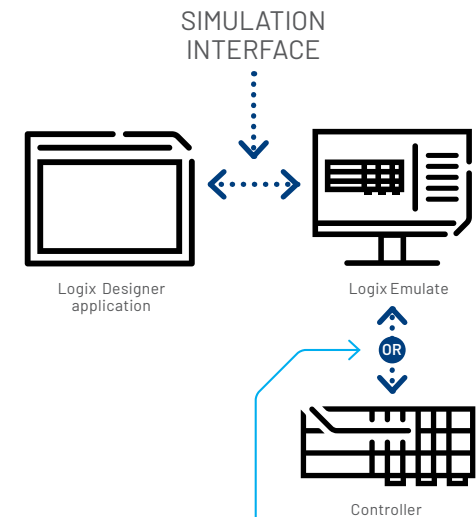 SIMULATION
INTERFACE
Logix Designer
application
Logix Emulate
OR
Controller